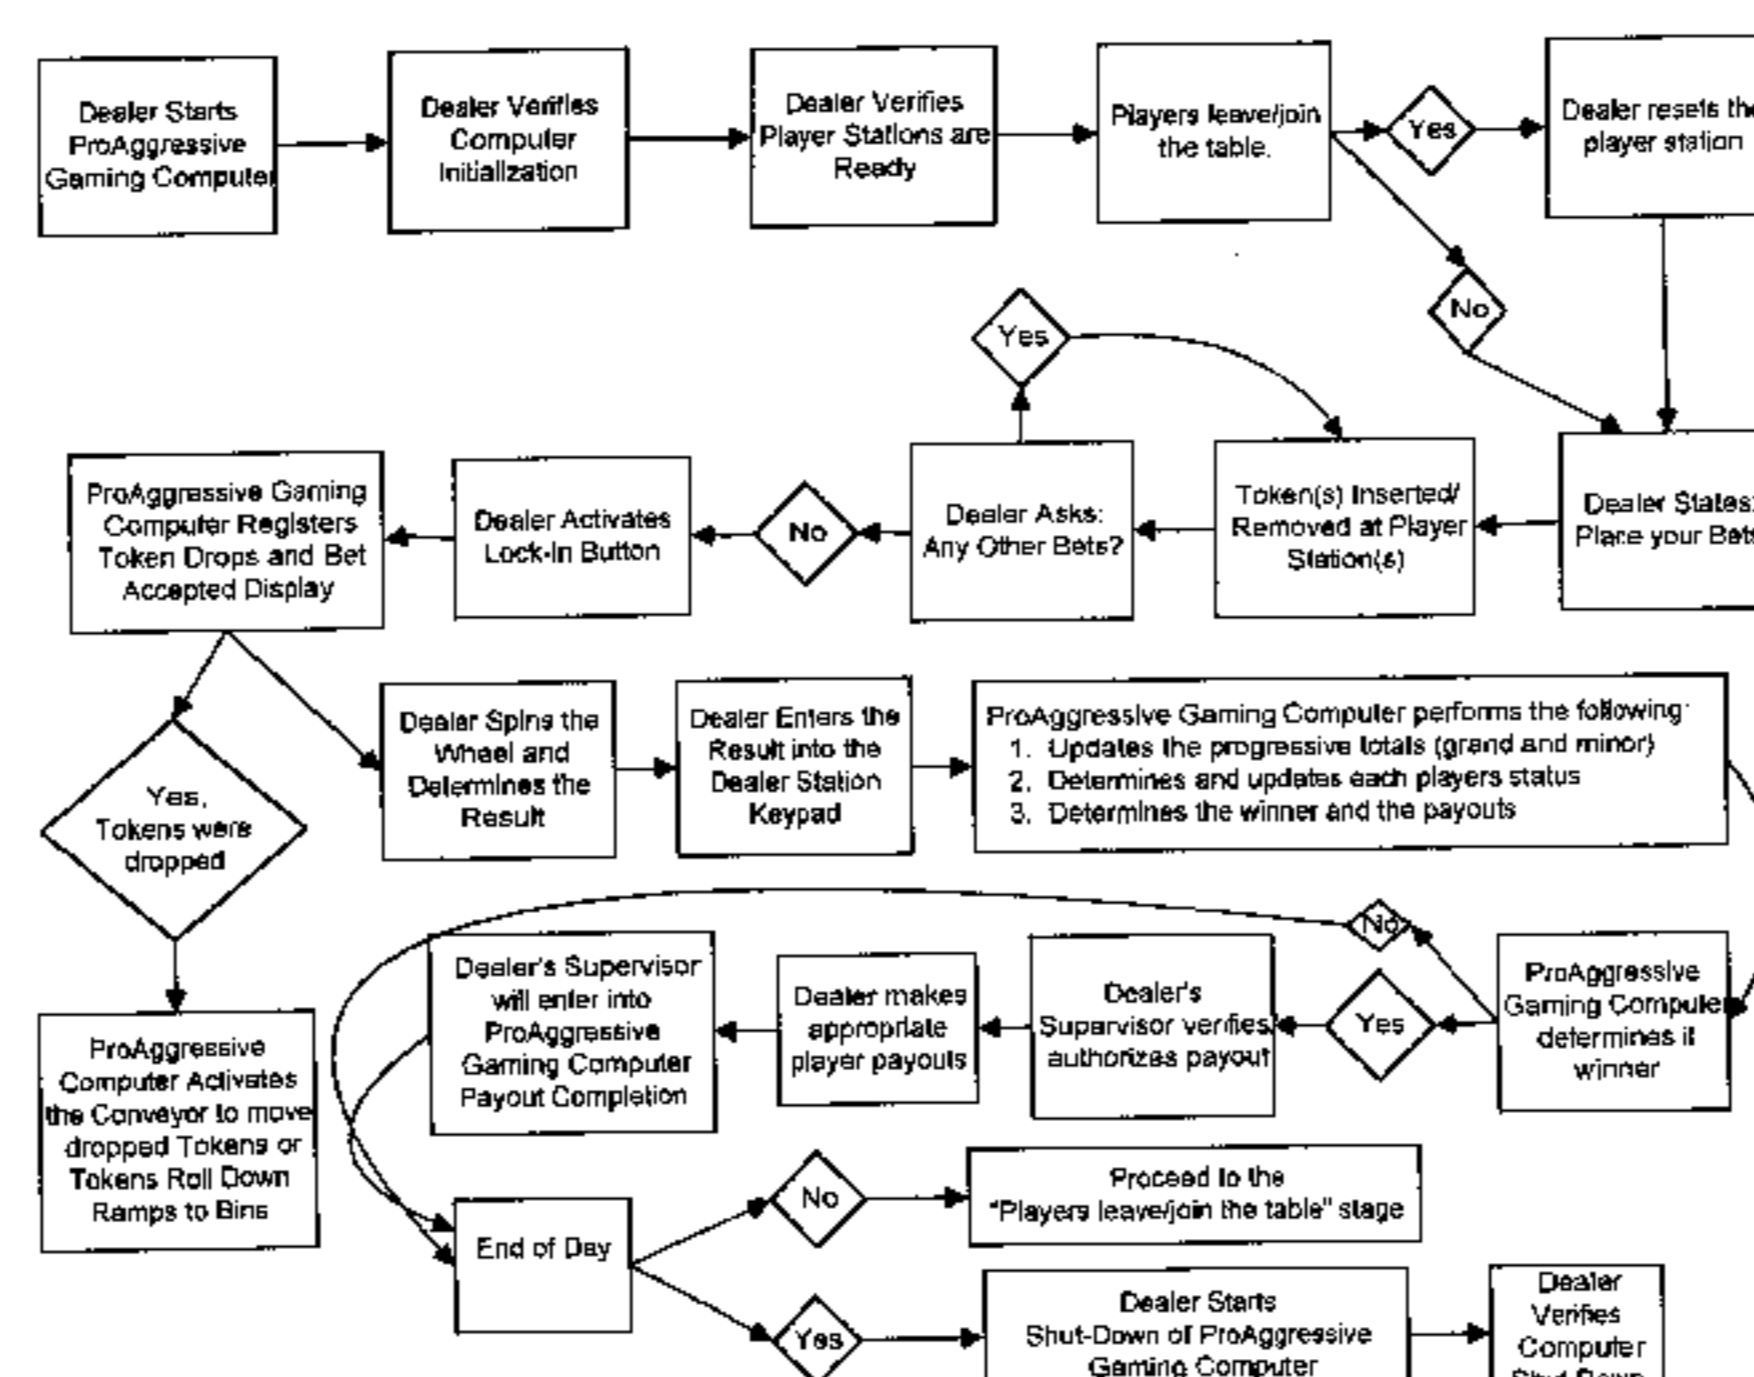 Dealer Starts
ProAggressive
Gaming Computer
Dealer Verifies
Computer
Initialization
Dealer Verifies
Player Stations are
Ready
Players leave/join
the table.
Yes
Dealer resets the
player station
No
Yes
ProAggressive Gaming
Computer Registers
Token Drops and Bet
Accepted Display
Dealer Activates
Lock-In Button
No
Dealer Asks:
Any Other Bets?
Token(s) Inserted/
Removed at Player
Station(s)
Dealer States:
Place your Bets
Yes,
Tokens were
dropped
Dealer Spins the
Wheel and
Determines the
Result
Dealer Enters the
Result into the
Dealer Station
Keypad
ProAggressive Gaming Computer performs the following:
1. Updates the progressive totals (grand and minor)
2. Determines and updates each players status
3. Determines the winner and the payouts
No
ProAggressive
Computer Activates
the Conveyor to move
dropped Tokens or
Tokens Roll Down
Ramps to Bins
Dealer's Supervisor
will enter into
ProAggressive
Gaming Computer
Payout Completion
Dealer makes
appropriate
player payouts
Dealer's
Supervisor verifies/
authorizes payout
Yes
ProAggressive
Gaming Computer
determines if
winner
End of Day
No
Proceed to the
"Players leave/join the table" stage
Yes
Dealer Starts
Shut-Down of ProAggressive
Gaming Computer
Dealer
Verifies
Computer
Shut-Down